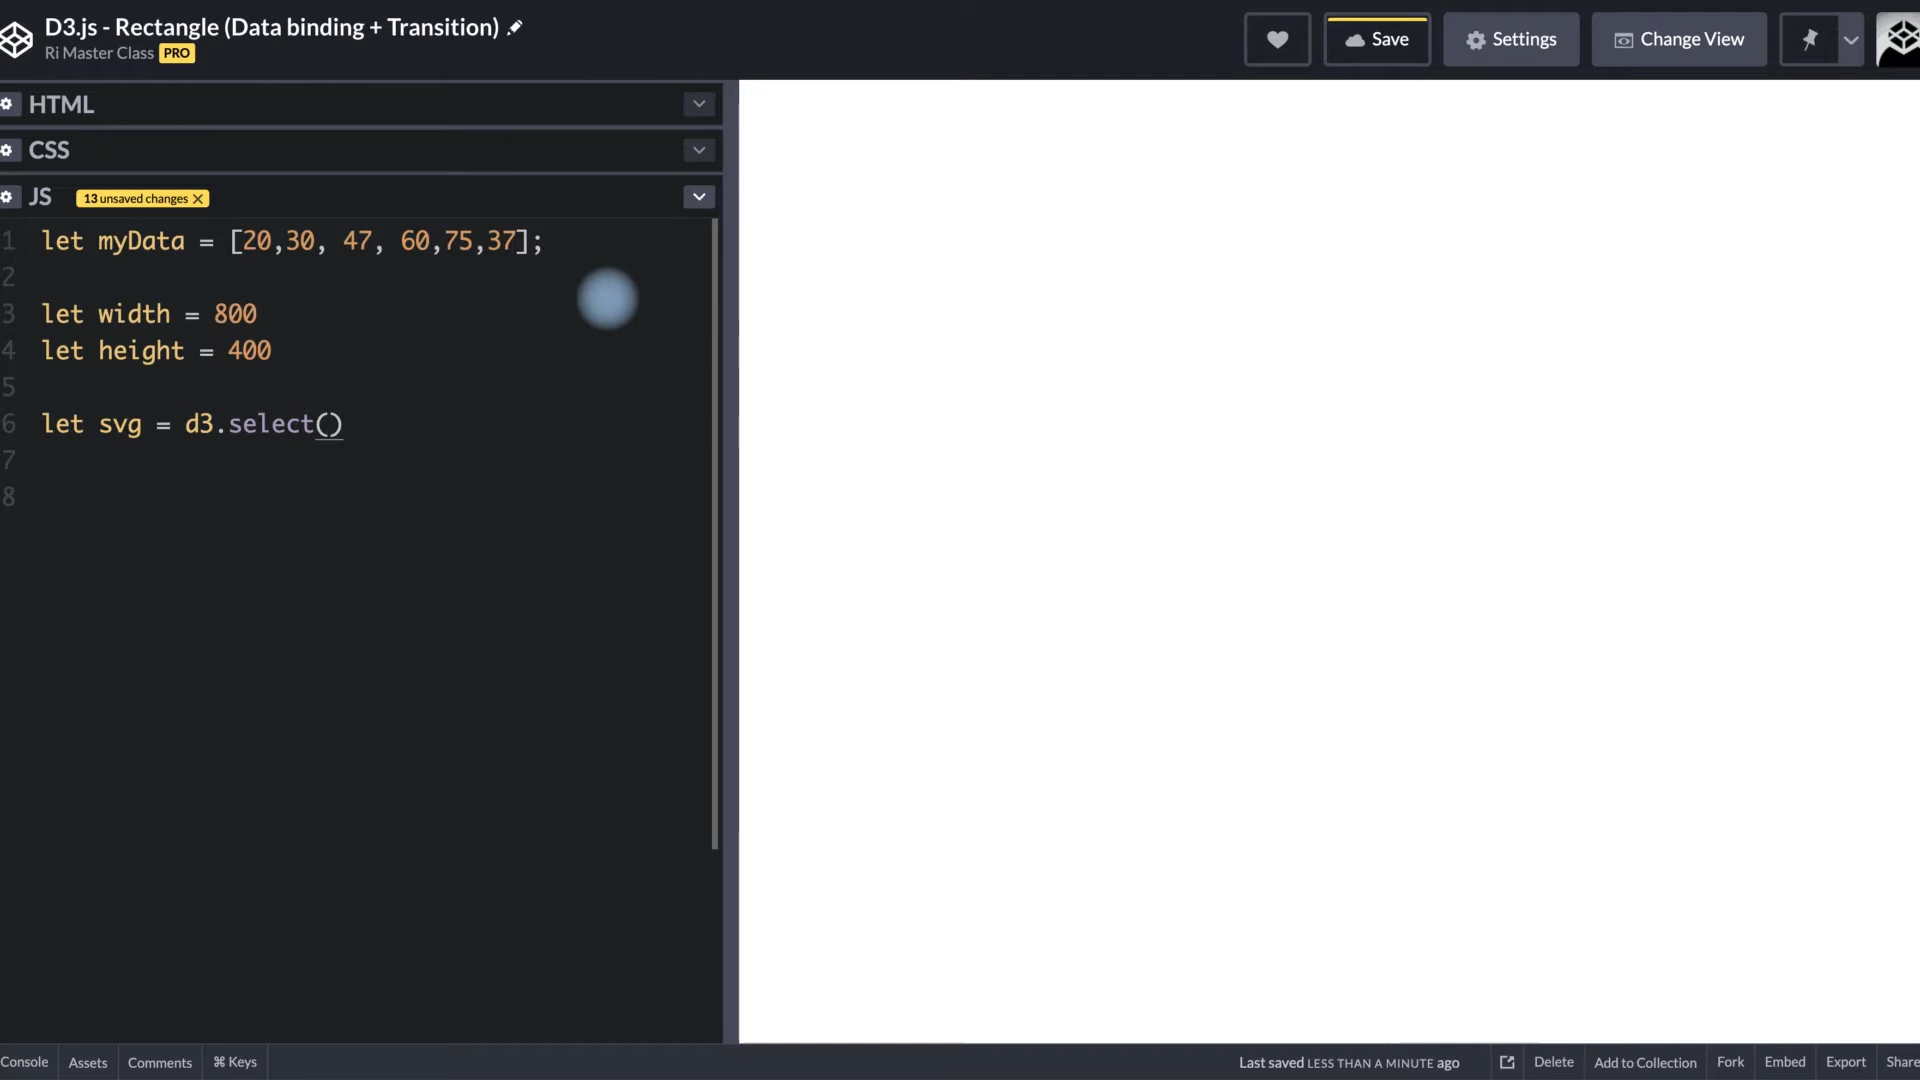 D3.js - Rectangle (Data binding + Transition)
Ri Master Class PRO
Save
Settings
Change View
HTML
CSS
JS 13 unsaved changes
1 let myData = [20,30, 47, 60,75,37];
2
3 let width = 800
4 let height = 400
5
6 let svg = d3.select()
7
8
Console Assets Comments ⌘ Keys Last saved LESS THAN A MINUTE ago Delete Add to Collection Fork Embed Export Share